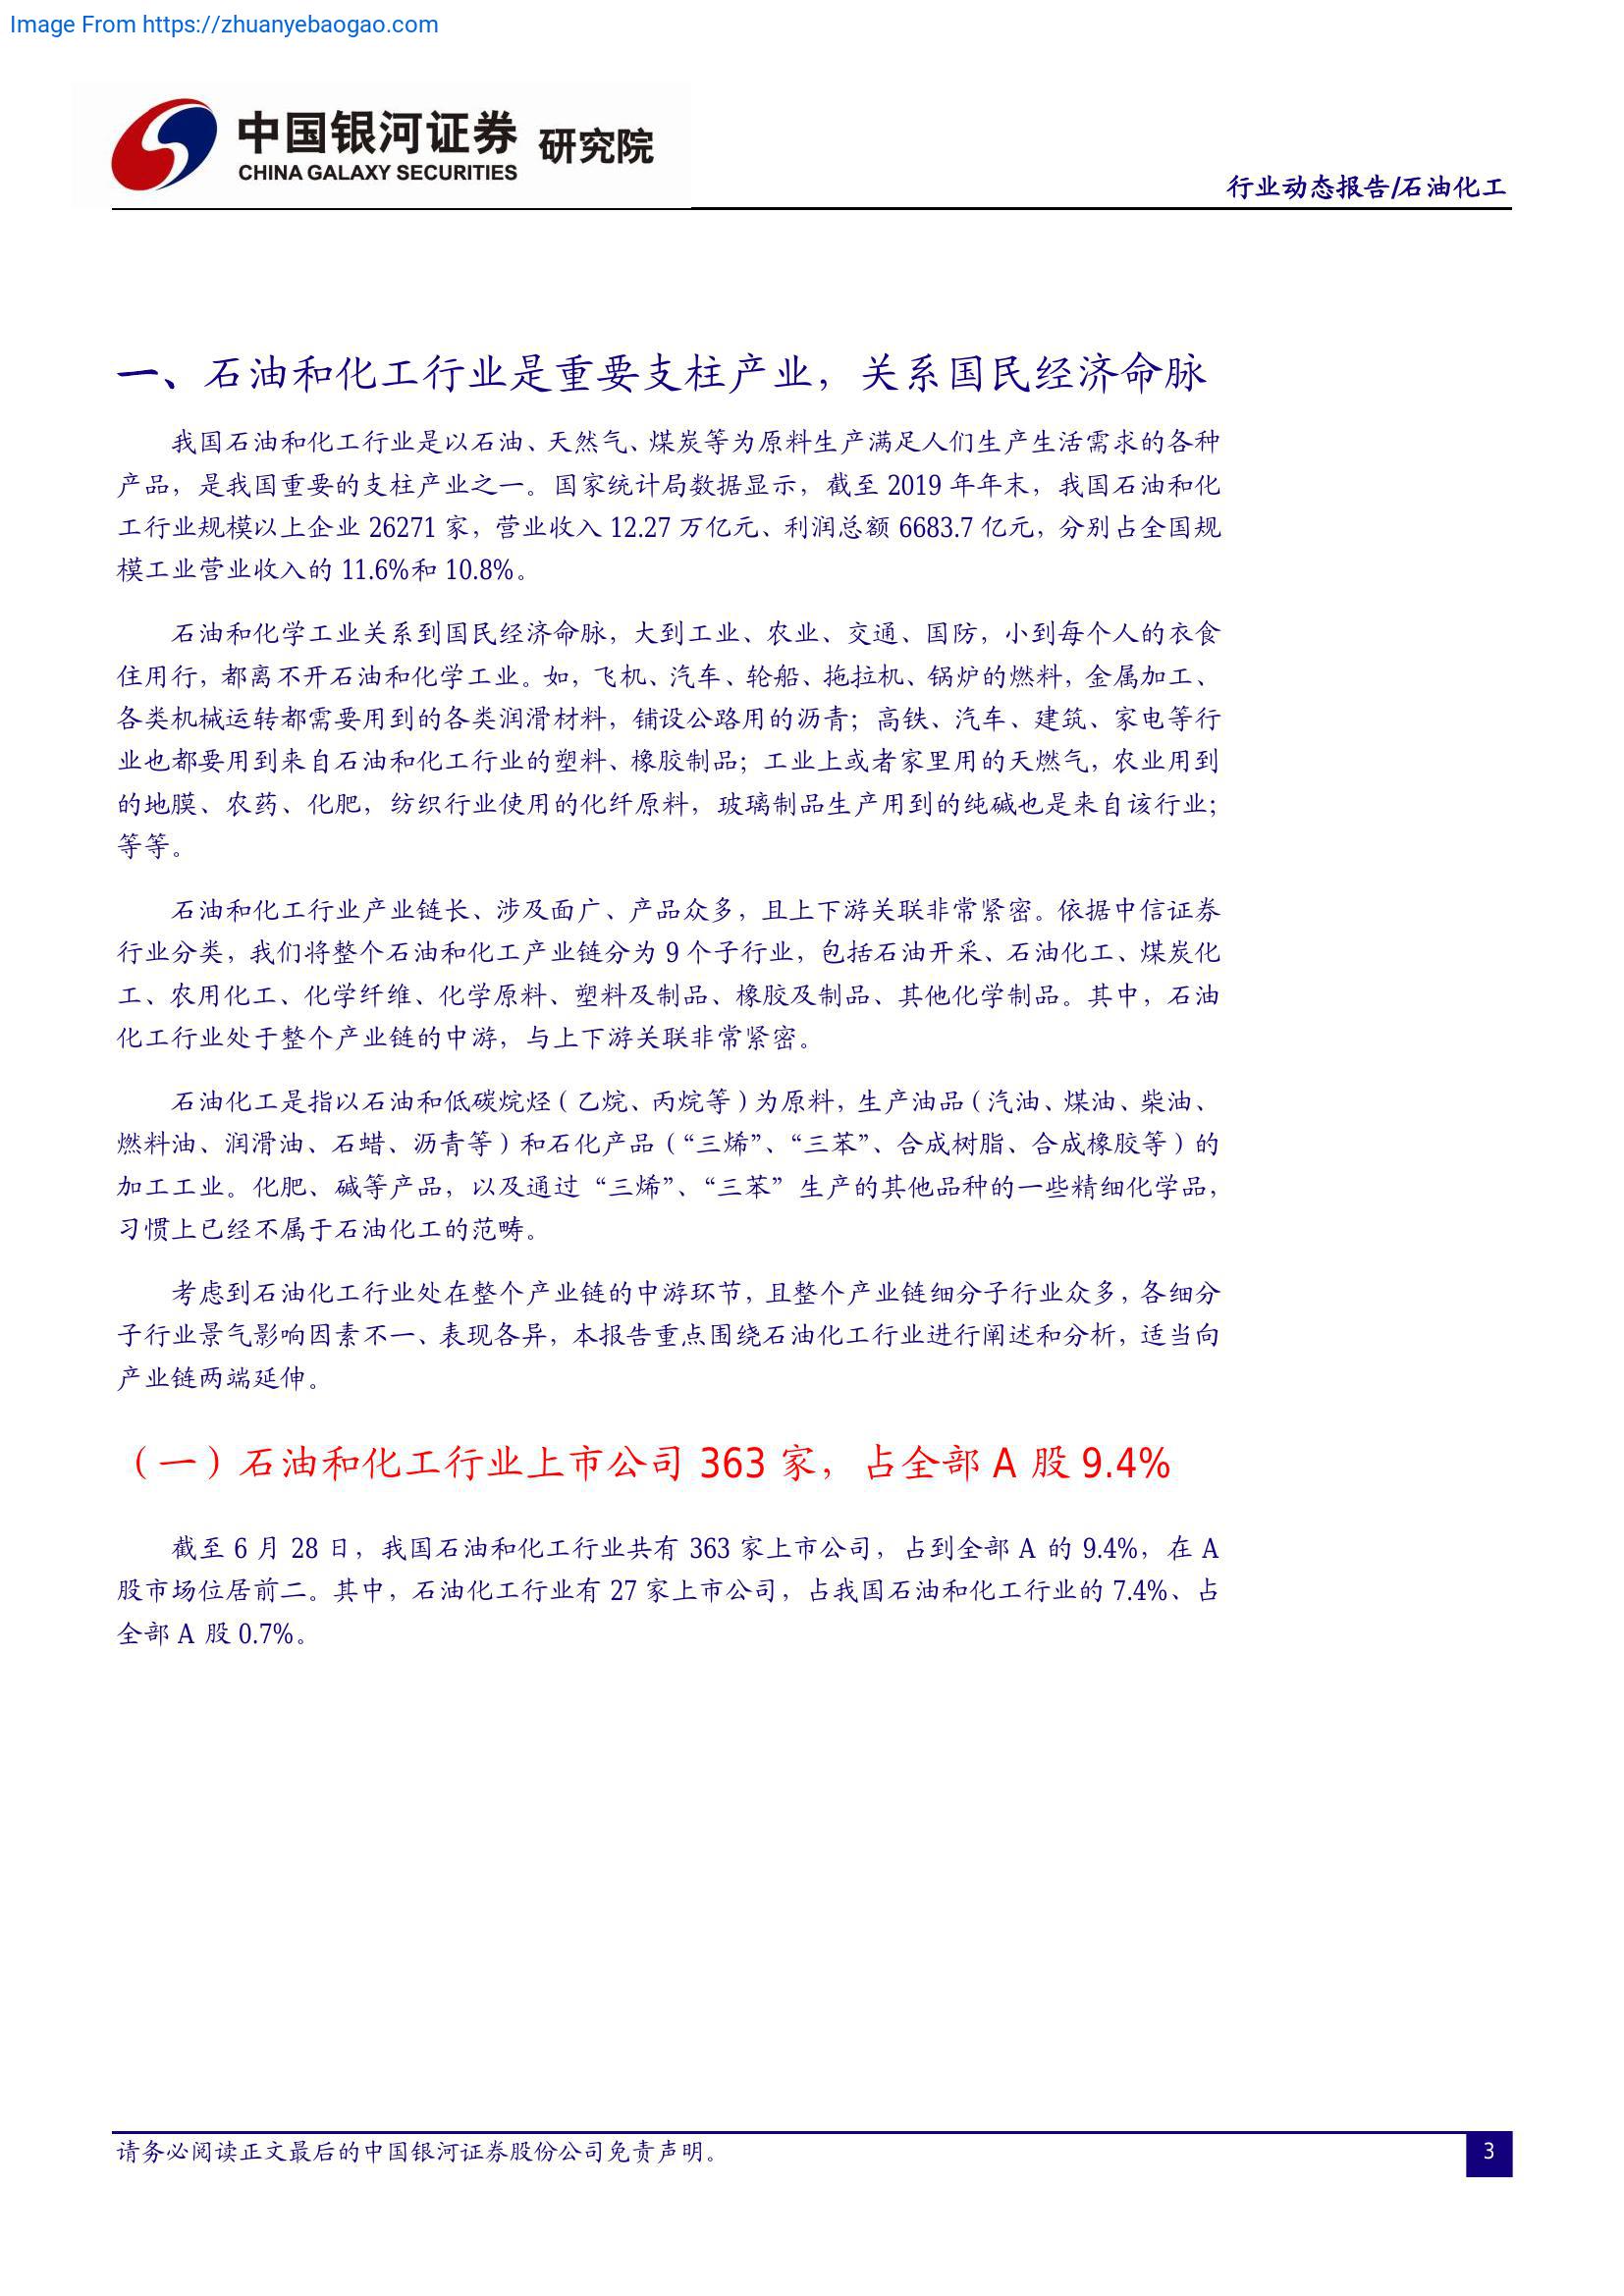 Image From https://zhuanyebaogao.com
中国银河证券 研究院
CHINA GALAXY SECURITIES
行业动态报告/石油化工
一、石油和化工行业是重要支柱产业，关系国民经济命脉
我国石油和化工行业是以石油、天然气、煤炭等为原料生产满足人们生产生活需求的各种
产品，是我国重要的支柱产业之一。国家统计局数据显示，截至 2019 年年末，我国石油和化
工行业规模以上企业 26271 家，营业收入 12.27 万亿元、利润总额 6683.7 亿元，分别占全国规
模工业营业收入的 11.6%和 10.8%。
石油和化学工业关系到国民经济命脉，大到工业、农业、交通、国防，小到每个人的衣食
住用行，都离不开石油和化学工业。如，飞机、汽车、轮船、拖拉机、锅炉的燃料，金属加工、
各类机械运转都需要用到的各类润滑材料，铺设公路用的沥青；高铁、汽车、建筑、家电等行
业也都要用到来自石油和化工行业的塑料、橡胶制品；工业上或者家里用的天燃气，农业用到
的地膜、农药、化肥，纺织行业使用的化纤原料，玻璃制品生产用到的纯碱也是来自该行业；
等等。
石油和化工行业产业链长、涉及面广、产品众多，且上下游关联非常紧密。依据中信证券
行业分类，我们将整个石油和化工产业链分为 9 个子行业，包括石油开采、石油化工、煤炭化
工、农用化工、化学纤维、化学原料、塑料及制品、橡胶及制品、其他化学制品。其中，石油
化工行业处于整个产业链的中游，与上下游关联非常紧密。
石油化工是指以石油和低碳烷烃（乙烷、丙烷等）为原料，生产油品（汽油、煤油、柴油、
燃料油、润滑油、石蜡、沥青等）和石化产品（“三烯”、“三苯”、合成树脂、合成橡胶等）的
加工工业。化肥、碱等产品，以及通过“三烯”、“三苯”生产的其他品种的一些精细化学品，
习惯上已经不属于石油化工的范畴。
考虑到石油化工行业处在整个产业链的中游环节，且整个产业链细分子行业众多，各细分
子行业景气影响因素不一、表现各异，本报告重点围绕石油化工行业进行阐述和分析，适当向
产业链两端延伸。
（一）石油和化工行业上市公司 363 家，占全部 A 股 9.4%
截至 6 月 28 日，我国石油和化工行业共有 363 家上市公司，占到全部 A 的 9.4%，在 A
股市场位居前二。其中，石油化工行业有 27 家上市公司，占我国石油和化工行业的 7.4%、占
全部 A 股 0.7%。
请务必阅读正文最后的中国银河证券股份公司免责声明。
3